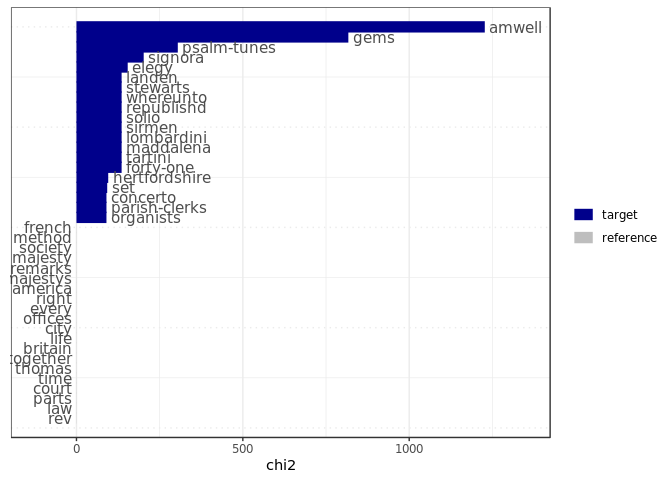 amwell
gems
psalm-tunes
signora
elegy
landen
stewarts
whereunto
republishd
solio
sirmen
lombardini
maddalena
tartini
forty-one
hertfordshire
set
concerto
parish-clerks
organists
french
method
society
majesty
remarks
majestys
america
right
every
offices
city
life
britain
together
thomas
time
court
parts
law
rev
0 500 1000
chi2
target
reference